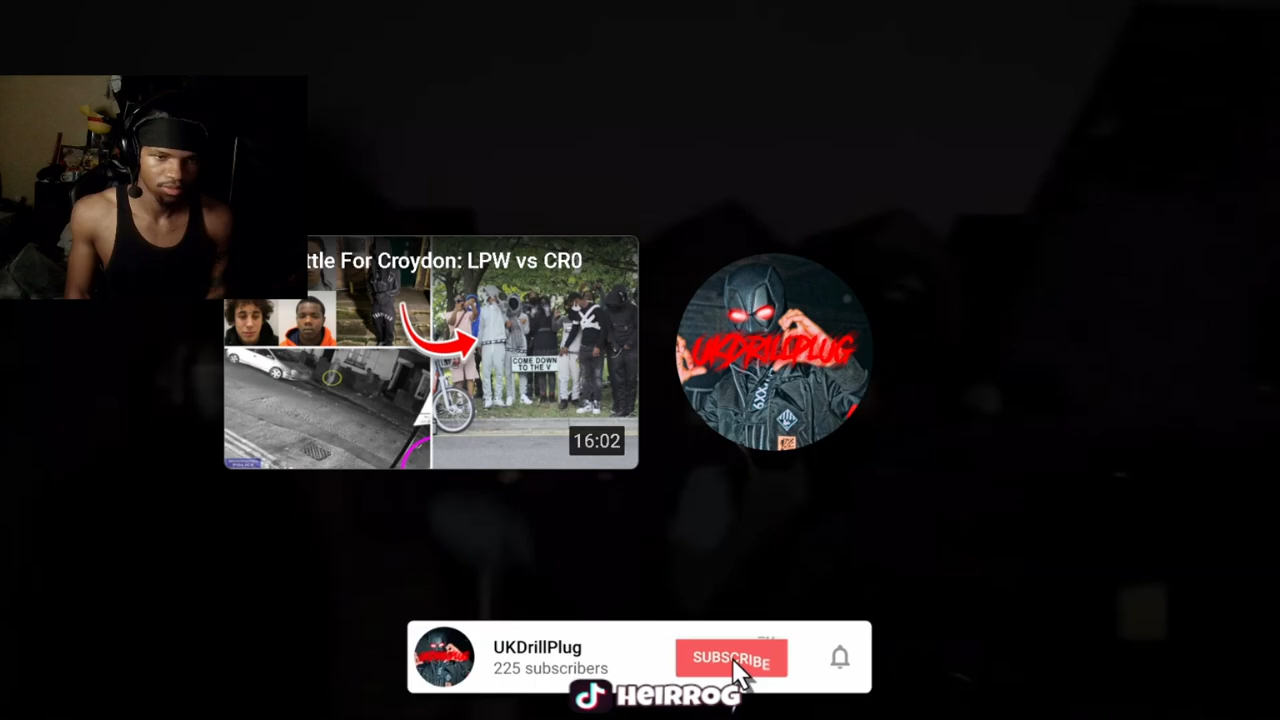 ttle For Croydon: LPW vs CR0
COME DOWN
TO THE V
16:02
UKDRILLPLUG
UKDrillPlug
225 subscribers
SUBSCRIBE
HEIRROG